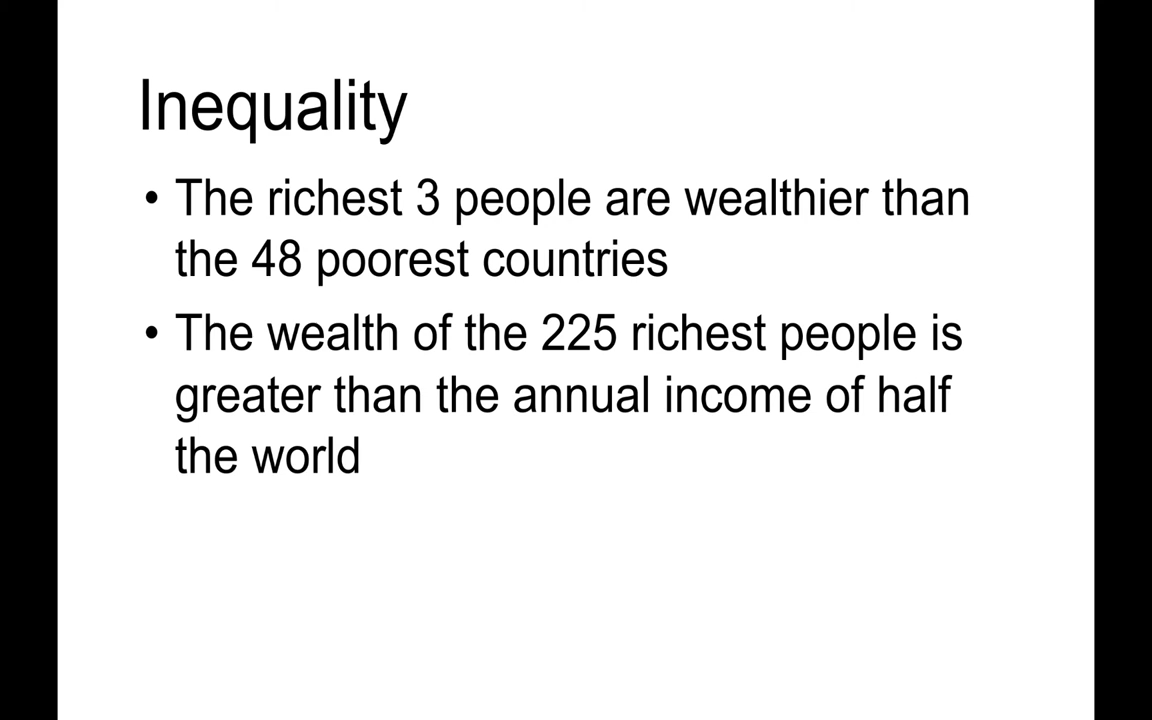 Inequality
• The richest 3 people are wealthier than
the 48 poorest countries
• The wealth of the 225 richest people is
greater than the annual income of half
the world